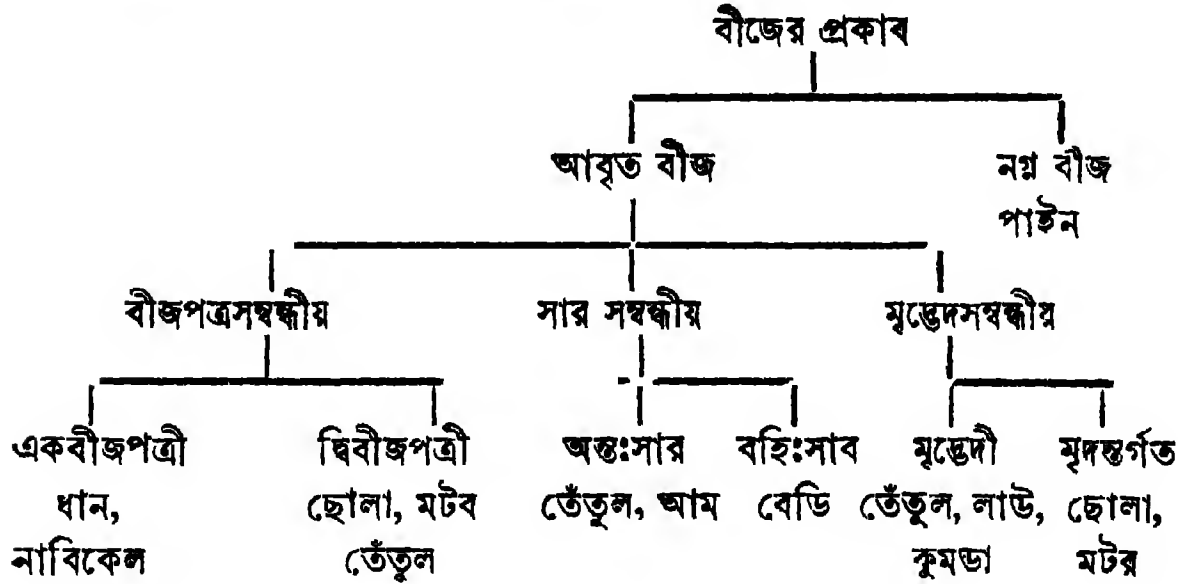 বীজের প্রকাব
আবৃত বীজ নগ্ন বীজ
পাইন
বীজপত্রসম্বন্ধীয় সার সম্বন্ধীয় মৃদ্ভেদসম্বন্ধীয়
একবীজপত্রী দ্বিবীজপত্রী অন্তঃসার বহিঃসাব মৃদ্ভেদী মৃদন্তর্গত
ধান, ছোলা, মটব তেঁতুল, আম বেডি তেঁতুল, লাউ, ছোলা,
নাবিকেল তেঁতুল কুমডা মটর